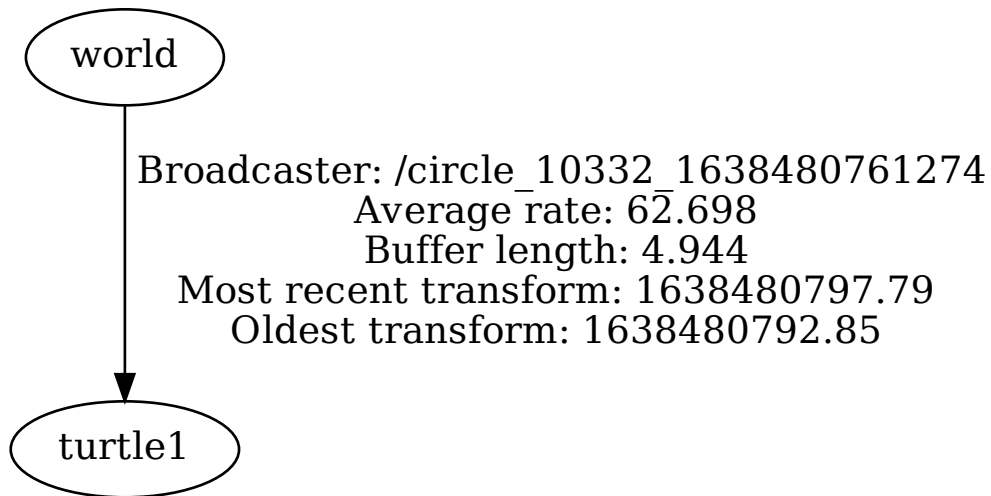 world
Broadcaster: /circle_10332_1638480761274
Average rate: 62.698
Buffer length: 4.944
Most recent transform: 1638480797.79
Oldest transform: 1638480792.85
turtle1